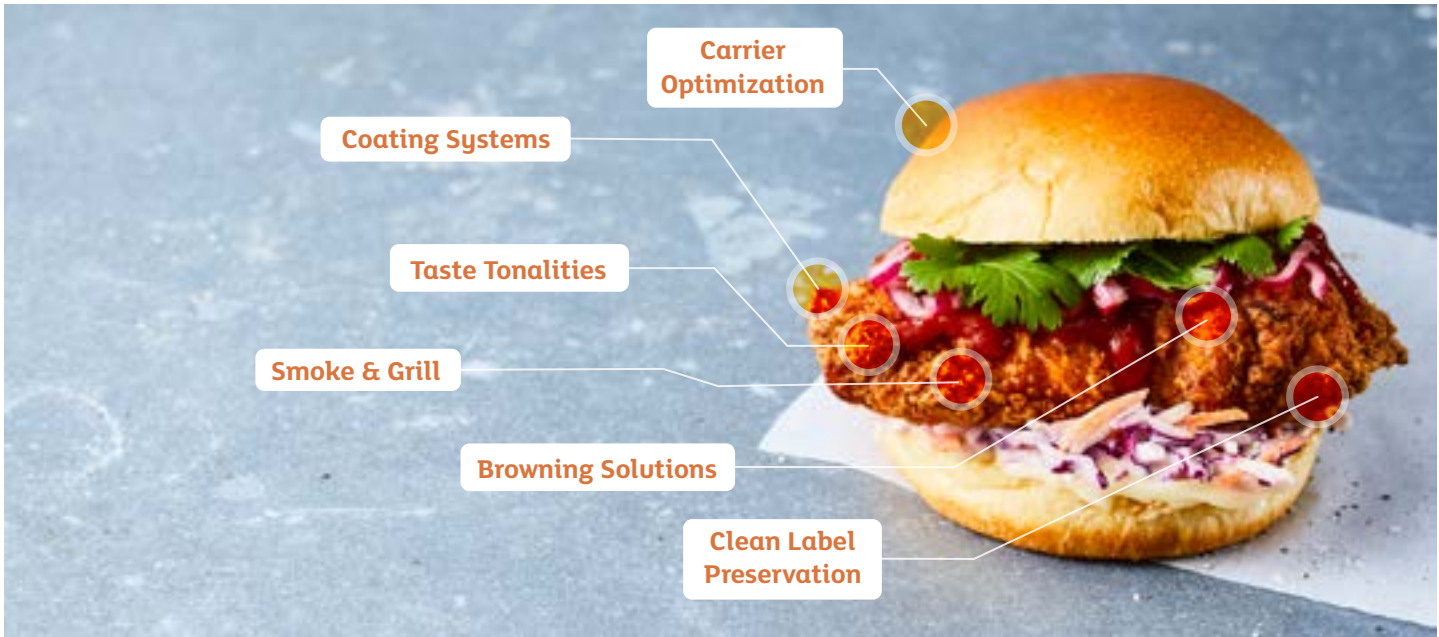 Carrier
Optimization
Coating Systems
Taste Tonalities
Smoke & Grill
Browning Solutions
Clean Label
Preservation